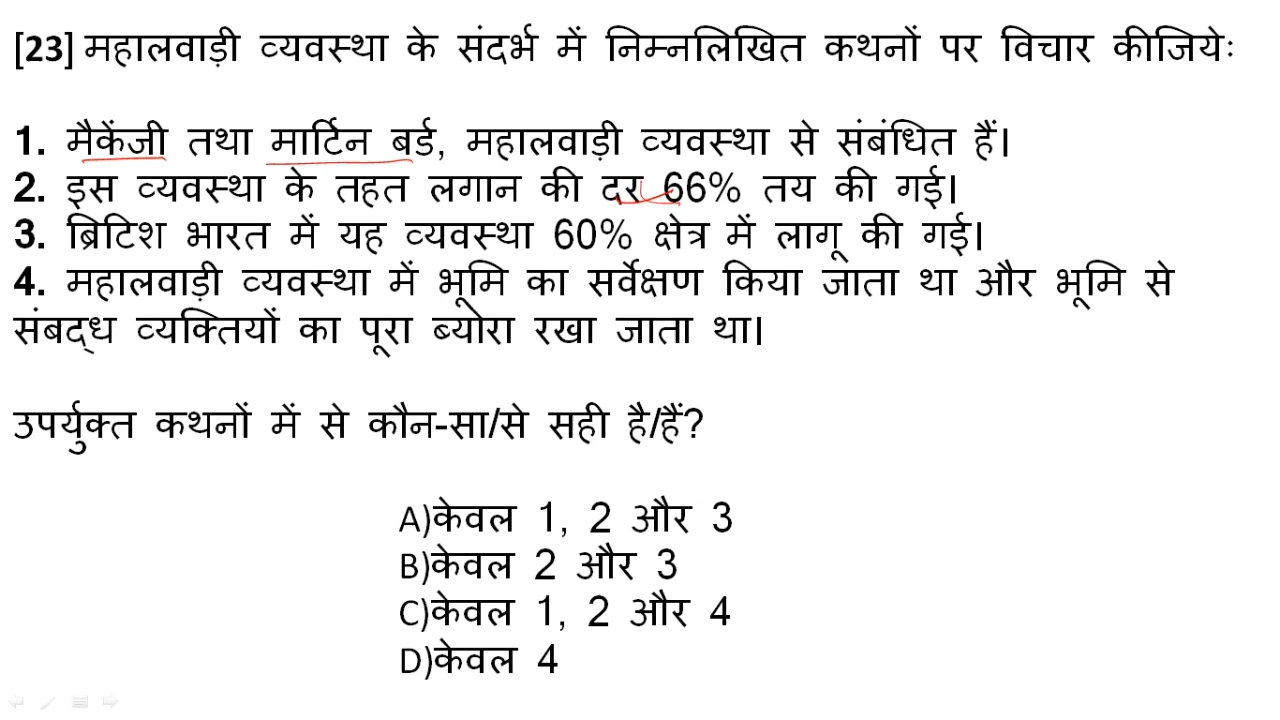 [23] महालवाड़ी व्यवस्था के संदर्भ में निम्नलिखित कथनों पर विचार कीजियेः
1. मैकेंजी तथा मार्टिन बर्ड, महालवाड़ी व्यवस्था से संबंधित हैं।
2. इस व्यवस्था के तहत लगान की दर 66% तय की गई।
3. ब्रिटिश भारत में यह व्यवस्था 60% क्षेत्र में लागू की गई।
4. महालवाड़ी व्यवस्था में भूमि का सर्वेक्षण किया जाता था और भूमि से
संबद्ध व्यक्तियों का पूरा ब्योरा रखा जाता था।
उपर्युक्त कथनों में से कौन-सा/से सही है/हैं?
A)केवल 1, 2 और 3
B)केवल 2 और 3
C)केवल 1, 2 और 4
D)केवल 4